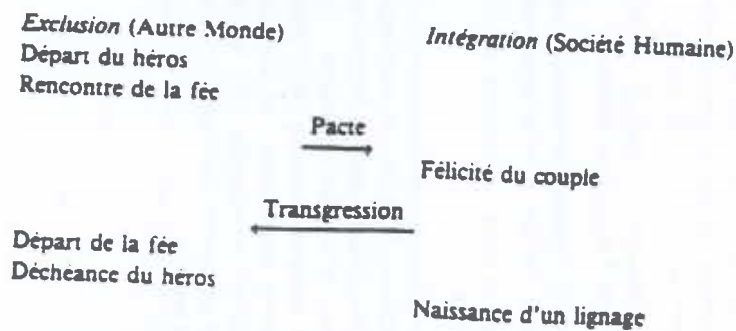 Exclusion (Autre Monde)
Départ du héros
Rencontre de la fée
Intégration (Société Humaine)
Pacte
Félicité du couple
Transgression
Départ de la fée
Déchéance du héros
Naissance d'un lignage